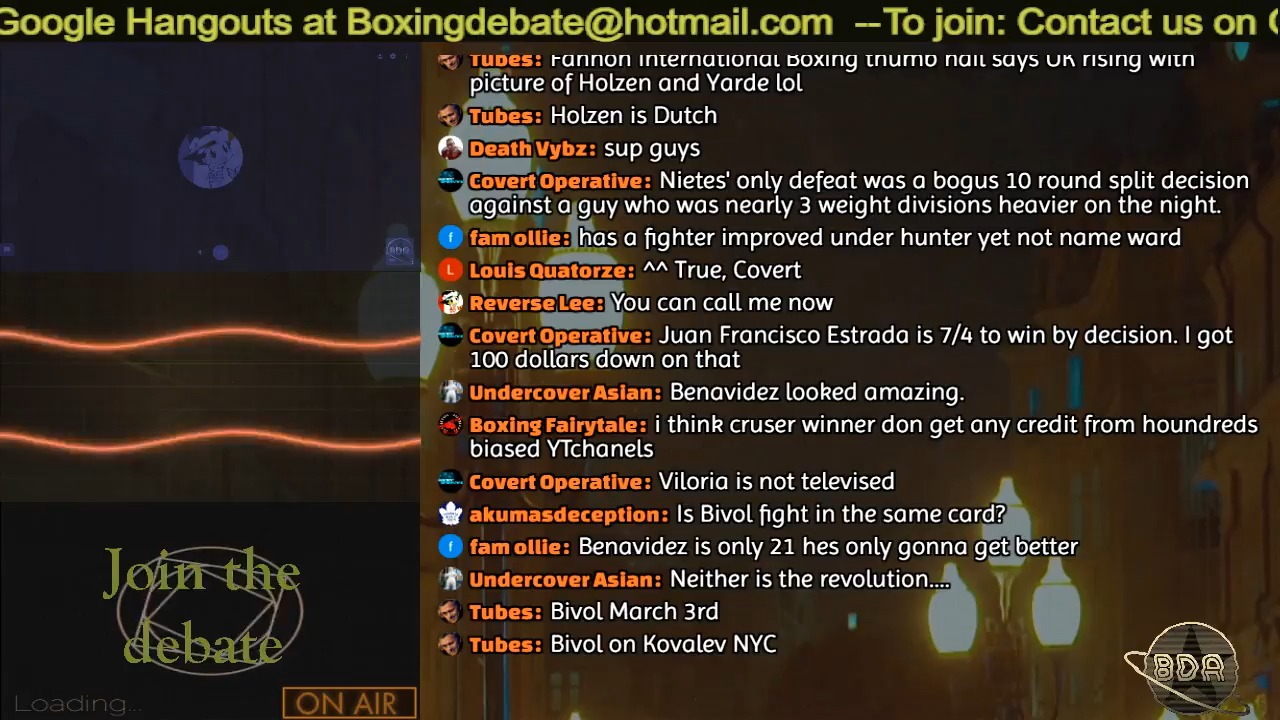 Google Hangouts at Boxingdebate@hotmail.com --To join: Contact us on
Tubes: Fannon International Boxing thumb nail says UK rising with
picture of Holzen and Yarde lol
Tubes: Holzen is Dutch
Death Vybz: sup guys
Covert Operative: Nietes' only defeat was a bogus 10 round split decision
against a guy who was nearly 3 weight divisions heavier on the night.
f fam ollie: has a fighter improved under hunter yet not name ward
L Louis Quatorze: ^^ True, Covert
Reverse Lee: You can call me now
Covert Operative: Juan Francisco Estrada is 7/4 to win by decision. I got
100 dollars down on that
Undercover Asian: Benavidez looked amazing.
Boxing Fairytale: i think cruser winner don get any credit from houndreds
biased YTchanels
Covert Operative: Viloria is not televised
akumasdeception: Is Bivol fight in the same card?
f fam ollie: Benavidez is only 21 hes only gonna get better
Undercover Asian: Neither is the revolution....
Tubes: Bivol March 3rd
Tubes: Bivol on Kovalev NYC
BDA
Join the
debate
Loading...
ON AIR
BDA